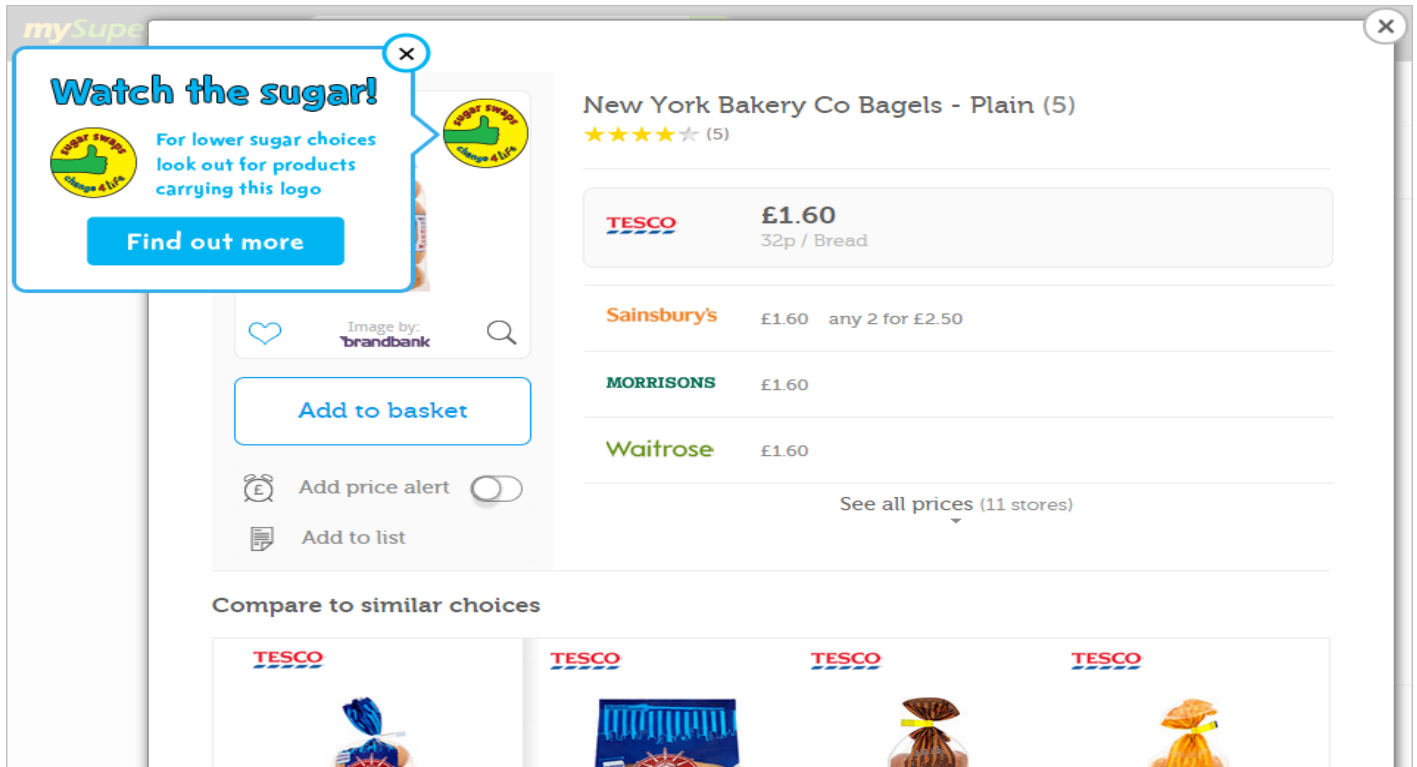 mySupe
Watch the sugar!
sugar swaps
change 4 life
For lower sugar choices
look out for products
carrying this logo
Find out more
sugar swaps
change 4 life
Image by:
brandbank
Add to basket
£
Add price alert
Add to list
New York Bakery Co Bagels - Plain (5)
(5)
TESCO £1.60
32p / Bread
Sainsbury's £1.60 any 2 for £2.50
MORRISONS £1.60
Waitrose £1.60
See all prices (11 stores)
Compare to similar choices
TESCO TESCO TESCO TESCO